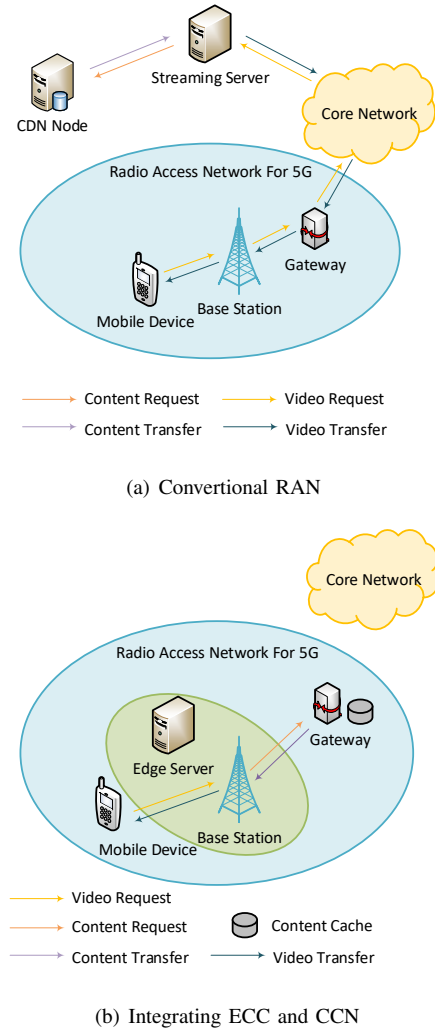 Streaming Server
CDN Node
Core Network
Radio Access Network For 5G
Gateway
Base Station
Mobile Device
Content Request
Video Request
Content Transfer
Video Transfer
(a) Convertional RAN
Core Network
Radio Access Network For 5G
Gateway
Edge Server
Base Station
Mobile Device
Video Request
Content Request
Content Cache
Content Transfer
Video Transfer
(b) Integrating ECC and CCN